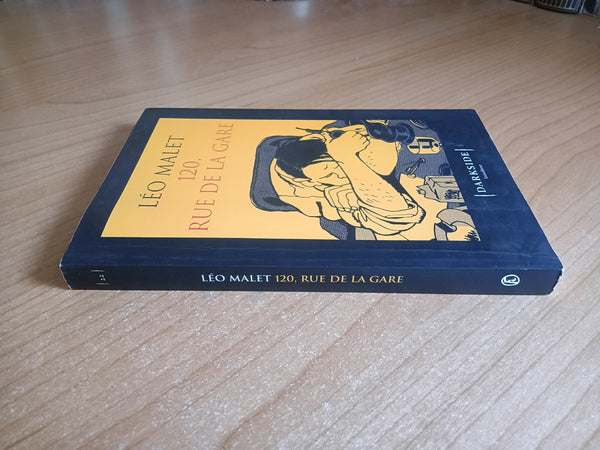 LÉO MALET
120,
RUE DE LA GARE
|DARKSIDE|
LÉO MALET 120, RUE DE LA GARE